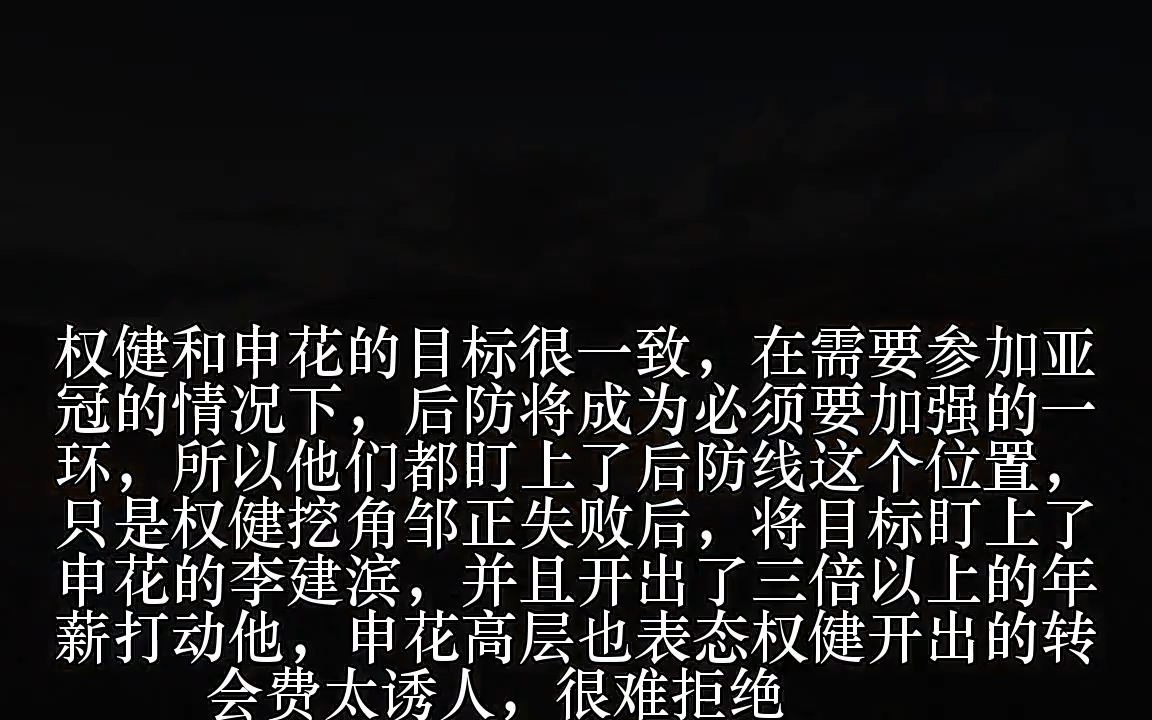 权健和申花的目标很一致，在需要参加亚
冠的情况下，后防将成为必须要加强的一
环，所以他们都盯上了后防线这个位置，
只是权健挖角邹正失败后，将目标盯上了
申花的李建滨，并且开出了三倍以上的年
薪打动他，申花高层也表态权健开出的转
会费太诱人，很难拒绝